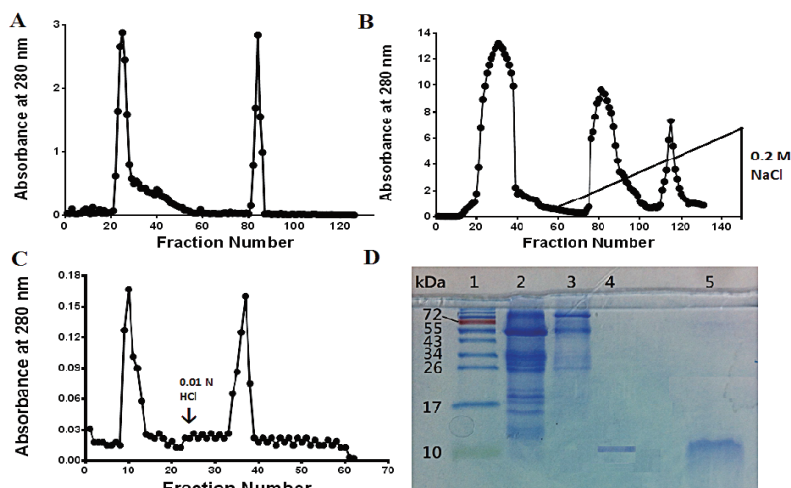 A
Absorbance at 280 nm
3
2
1
0
0 20 40 60 80 100 120
Fraction Number
B
Absorbance at 280 nm
14
12
10
8
6
4
2
0
0 20 40 60 80 100 120 140
Fraction Number
0.2 M
NaCl
C
Absorbance at 280 nm
0.18
0.15
0.12
0.09
0.06
0.03
0.00
0 10 20 30 40 50 60 70
0.01 N
HCl
Fraction Number
D
kDa 1 2 3 4 5
72
55
43
34
26
17
10